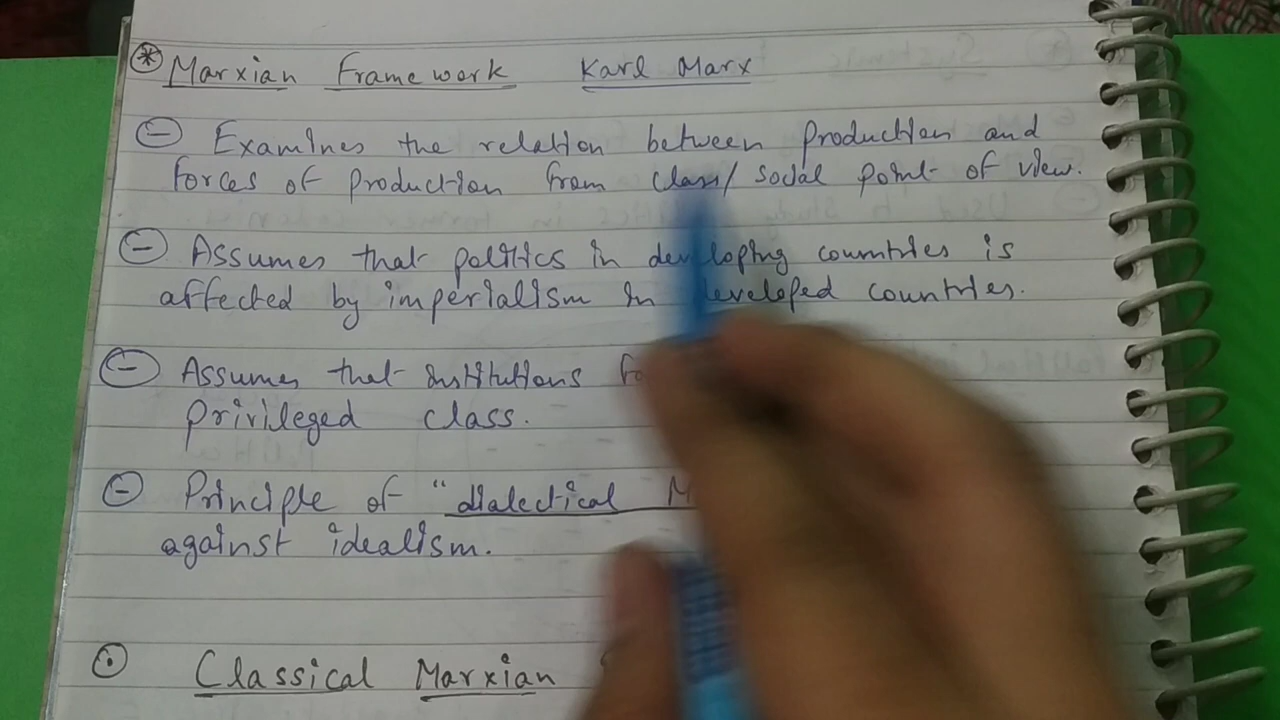 * Marxian Framework Karl Marx
- Examines the relation between production and
forces of production from class/ social point of view.
- Assumes that politics in developing countries is
affected by imperialism in developed countries.
- Assumes that institutions
privileged class.
- Principle of "dialectical
against idealism.
Classical Marxian